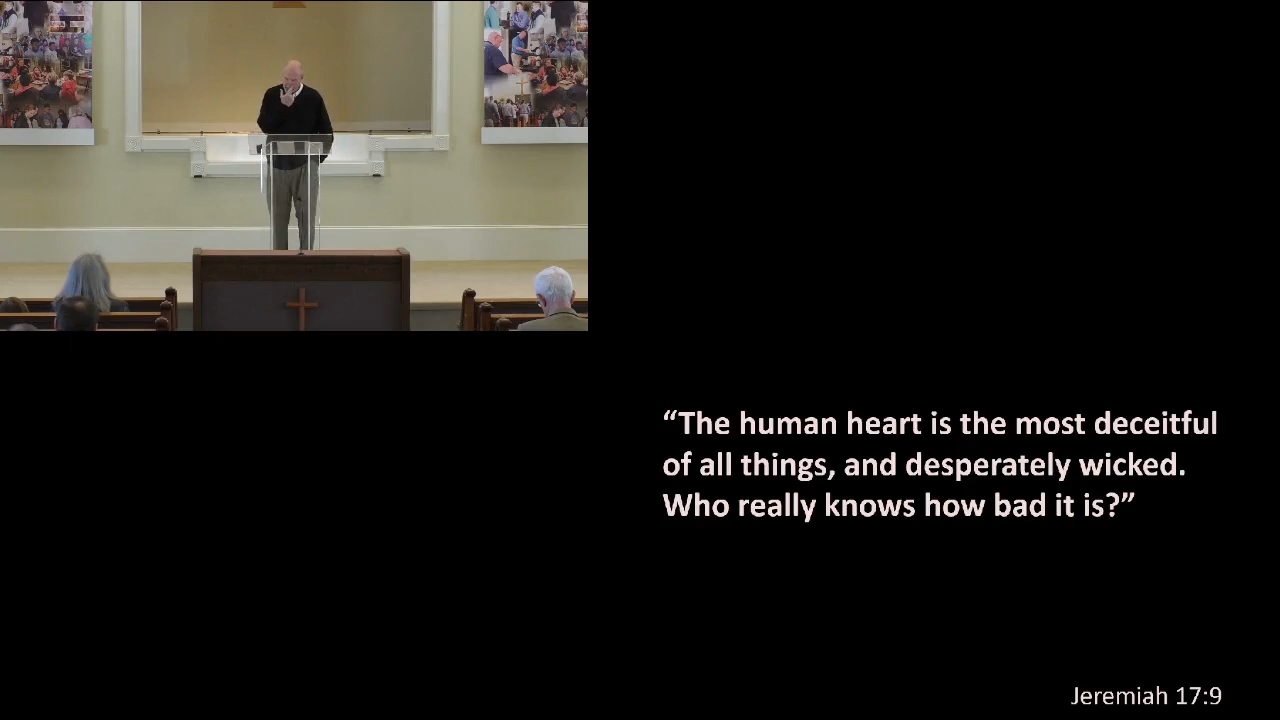 “The human heart is the most deceitful
of all things, and desperately wicked.
Who really knows how bad it is?”
Jeremiah 17:9